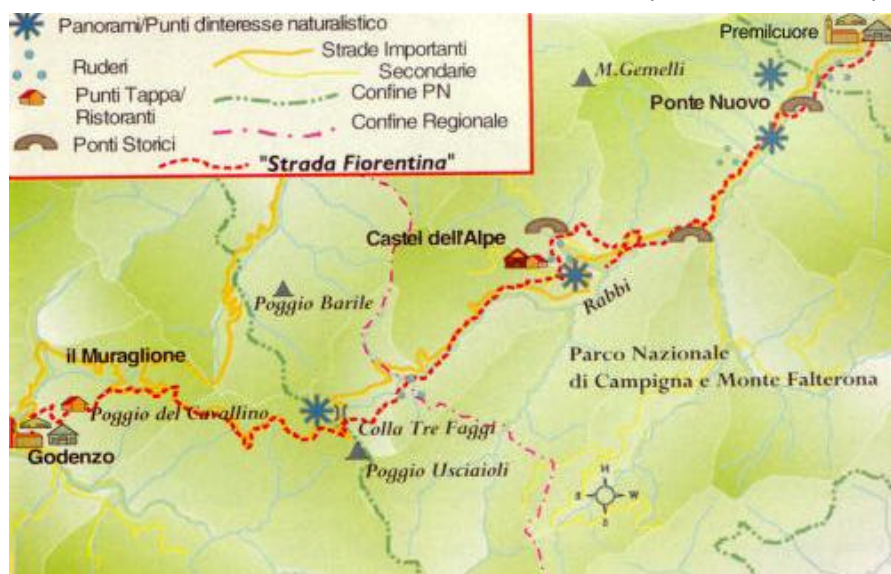 Panorami/Punti d'interesse naturalistico
Strade Importanti
Secondarie
Ruderi
Punti Tappa/
Ristoranti
Confine PN
Confine Regionale
Ponti Storici
"Strada Fiorentina"
Premilcuore
M.Gemelli
Ponte Nuovo
Castel dell'Alpe
Rabbi
Poggio Barile
il Muraglione
Parco Nazionale
di Campigna e Monte Falterona
Poggio del Cavallino
Colla Tre Faggi
Godenzo
Poggio Usciaioli